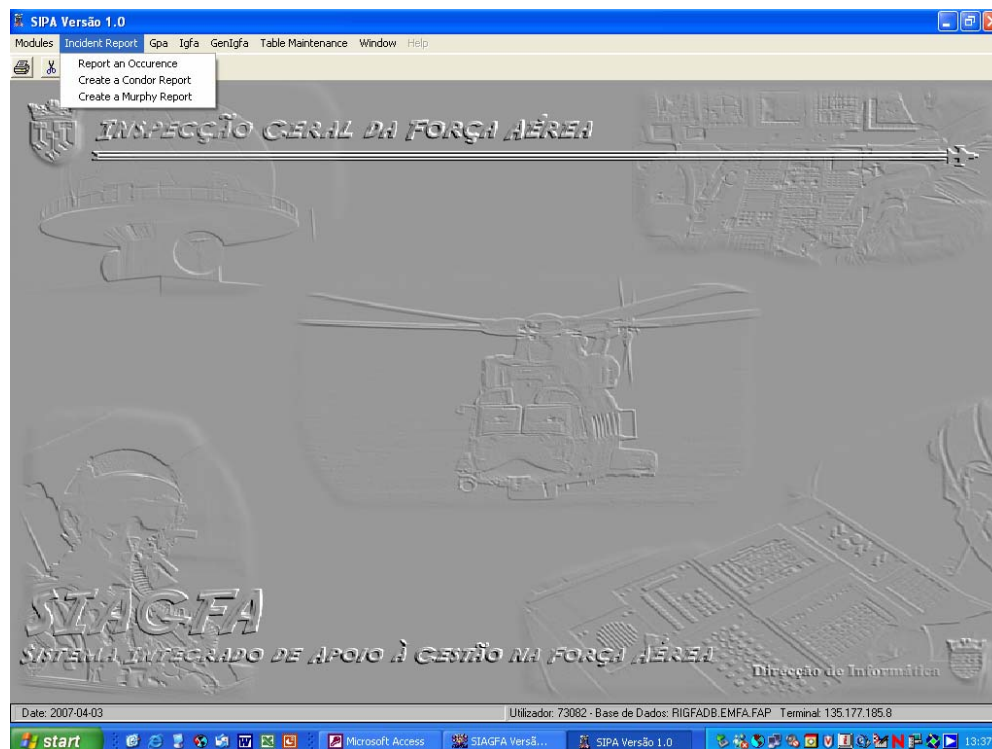 SIPA Versão 1.0
Modules Incident Report Gpa Igfa GenIgfa Table Maintenance Window Help
Report an Occurence
Create a Condor Report
Create a Murphy Report
INSPECÇÃO GERAL DA FORÇA AÉREA
SIAGFA
SISTEMA INTEGRADO DE APOIO À GESTÃO NA FORÇA AÉREA
Direcção de Informática
Date: 2007-04-03 Utilizador: 73082 - Base de Dados: RIGFADB.EMFA.FAP Terminal: 135.177.185.8
start Microsoft Access SIAGFA Versã... SIPA Versão 1.0 13:37